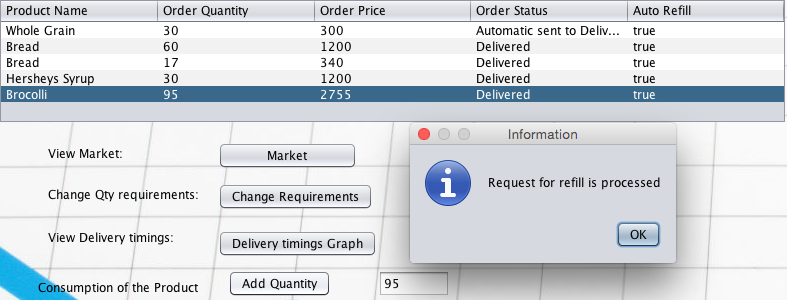 Product Name Order Quantity Order Price Order Status Auto Refill
Whole Grain 30 300 Automatic sent to Deliv... true
Bread 60 1200 Delivered true
Bread 17 340 Delivered true
Hersheys Syrup 30 1200 Delivered true
Brocolli 95 2755 Delivered true
View Market: Market
Change Qty requirements: Change Requirements
View Delivery timings: Delivery timings Graph
Consumption of the Product Add Quantity 95
Information
Request for refill is processed
OK